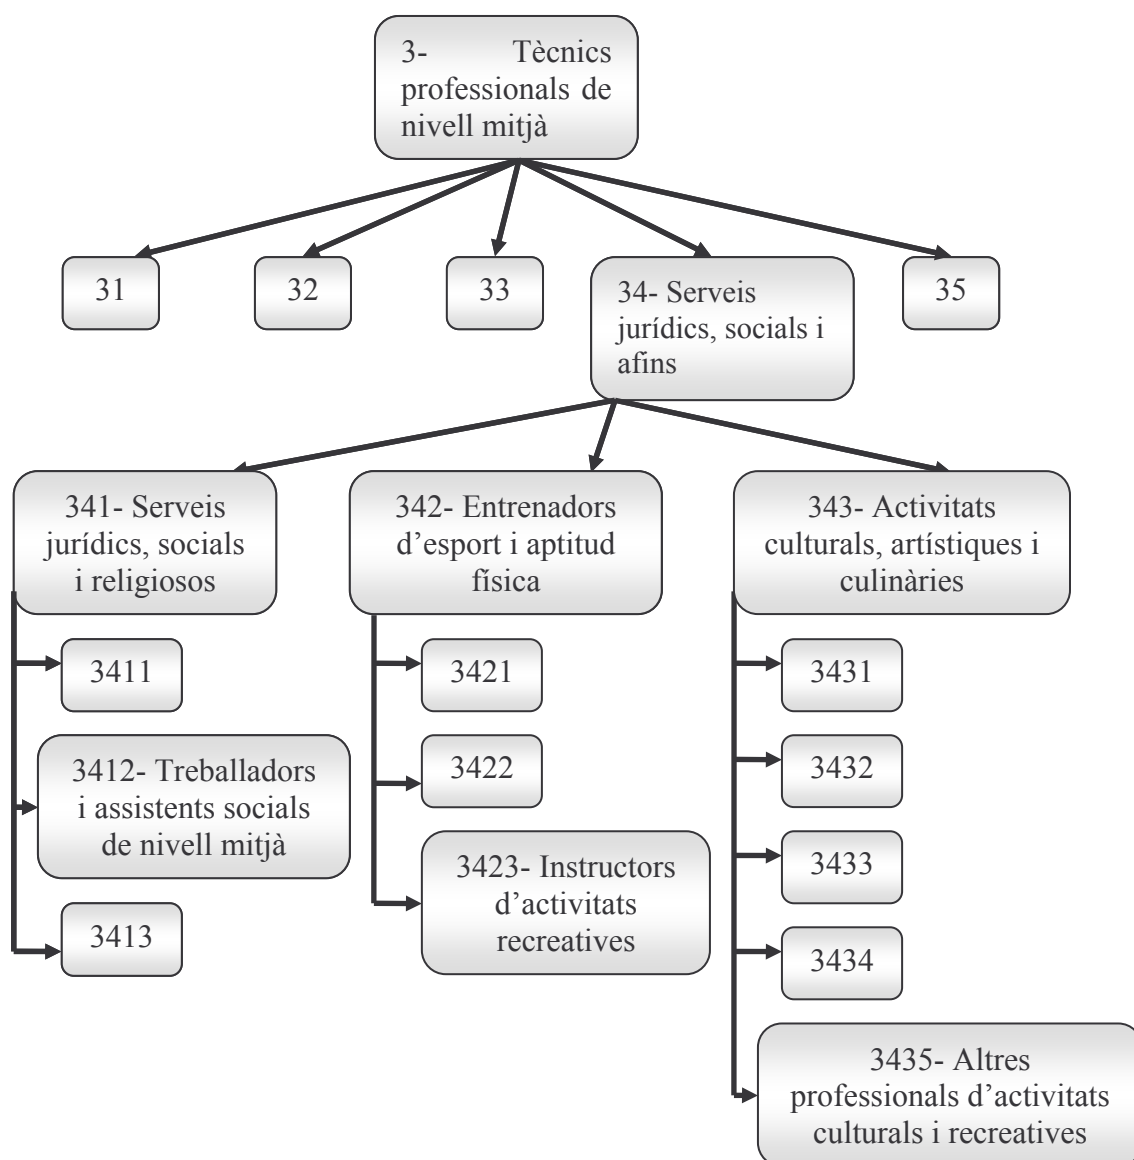 3- Tècnics
professionals de
nivell mitjà
31
32
33
34- Serveis
jurídics, socials i
afins
35
341- Serveis
jurídics, socials
i religiosos
342- Entrenadors
d’esport i aptitud
física
343- Activitats
culturals, artístiques i
culinàries
3411
3412- Treballadors
i assistents socials
de nivell mitjà
3413
3421
3422
3423- Instructors
d’activitats
recreatives
3431
3432
3433
3434
3435- Altres
professionals d’activitats
culturals i recreatives